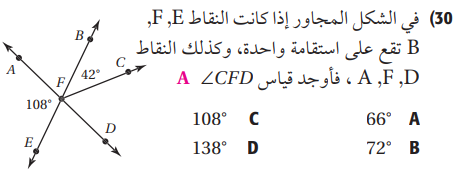 30) في الشكل المجاور إذا كانت النقاط F ,E,
B تقع على استقامة واحدة، وكذلك النقاط
A ,F ,D ، فأوجد قياس ∠CFD A
66° A
108° C
72° B
138° D
B
A
C
42°
F
108°
E
D